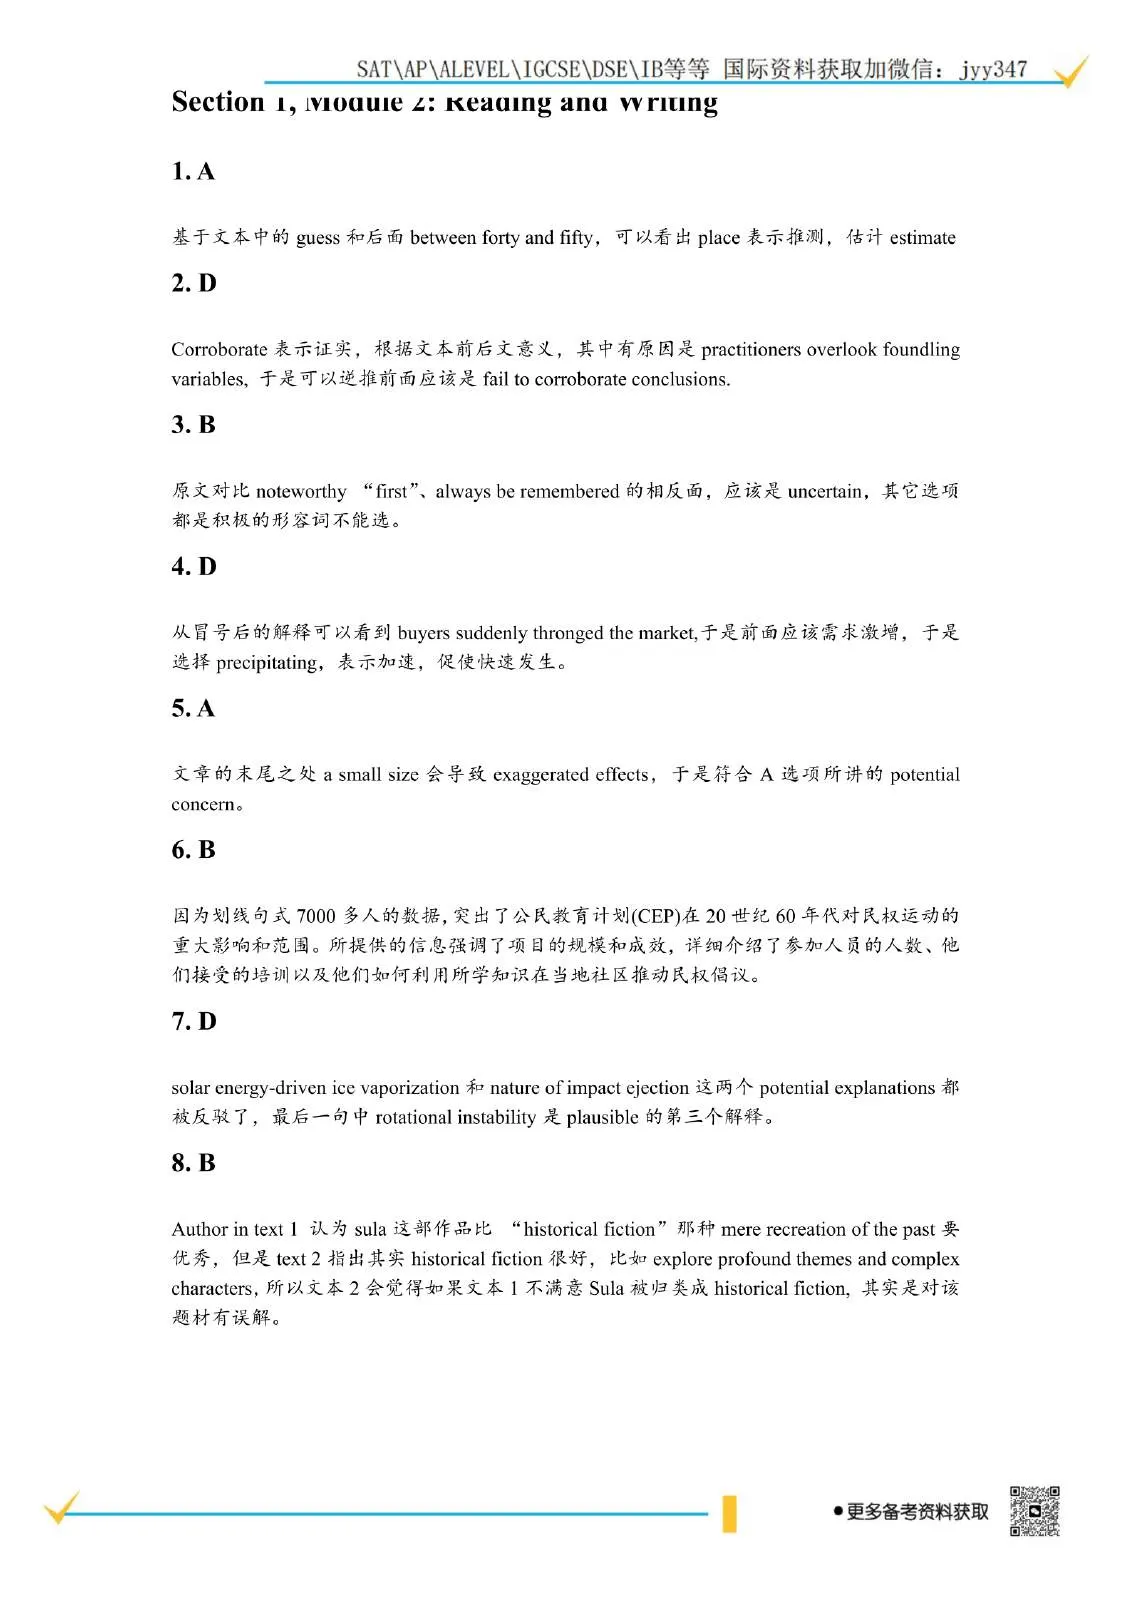 SAT\AP\ALEVEL\IGCSE\DSE\IB等等 国际资料获取加微信：jyy347
Section 1, Module 2: Reading and Writing
1. A
基于文本中的 guess 和后面 between forty and fifty，可以看出 place 表示推测，估计 estimate
2. D
Corroborate 表示证实，根据文本前后文意义，其中有原因是 practitioners overlook foundling
variables, 于是可以逆推前面应该是 fail to corroborate conclusions.
3. B
原文对比 noteworthy “first”、always be remembered 的相反面，应该是 uncertain，其它选项
都是积极的形容词不能选。
4. D
从冒号后的解释可以看到 buyers suddenly thronged the market,于是前面应该需求激增，于是
选择 precipitating，表示加速，促使快速发生。
5. A
文章的末尾之处 a small size 会导致 exaggerated effects，于是符合 A 选项所讲的 potential
concern。
6. B
因为划线句式 7000 多人的数据,突出了公民教育计划(CEP)在 20 世纪 60 年代对民权运动的
重大影响和范围。所提供的信息强调了项目的规模和成效，详细介绍了参加人员的人数、他
们接受的培训以及他们如何利用所学知识在当地社区推动民权倡议。
7. D
solar energy-driven ice vaporization 和 nature of impact ejection 这两个 potential explanations 都
被反驳了，最后一句中 rotational instability 是 plausible 的第三个解释。
8. B
Author in text 1 认为 sula 这部作品比 “historical fiction”那种 mere recreation of the past 要
优秀，但是 text 2 指出其实 historical fiction 很好，比如 explore profound themes and complex
characters, 所以文本 2 会觉得如果文本 1 不满意 Sula 被归类成 historical fiction, 其实是对该
题材有误解。
●更多备考资料获取